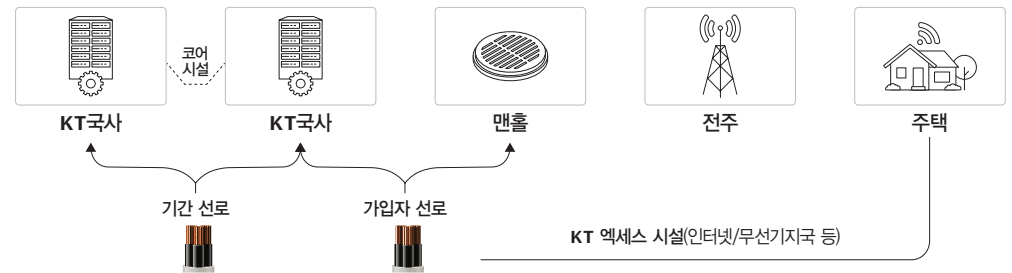 코어
시설
KT국사
KT국사
맨홀
전주
주택
기간 선로
가입자 선로
KT 엑세스 시설(인터넷/무선기지국 등)